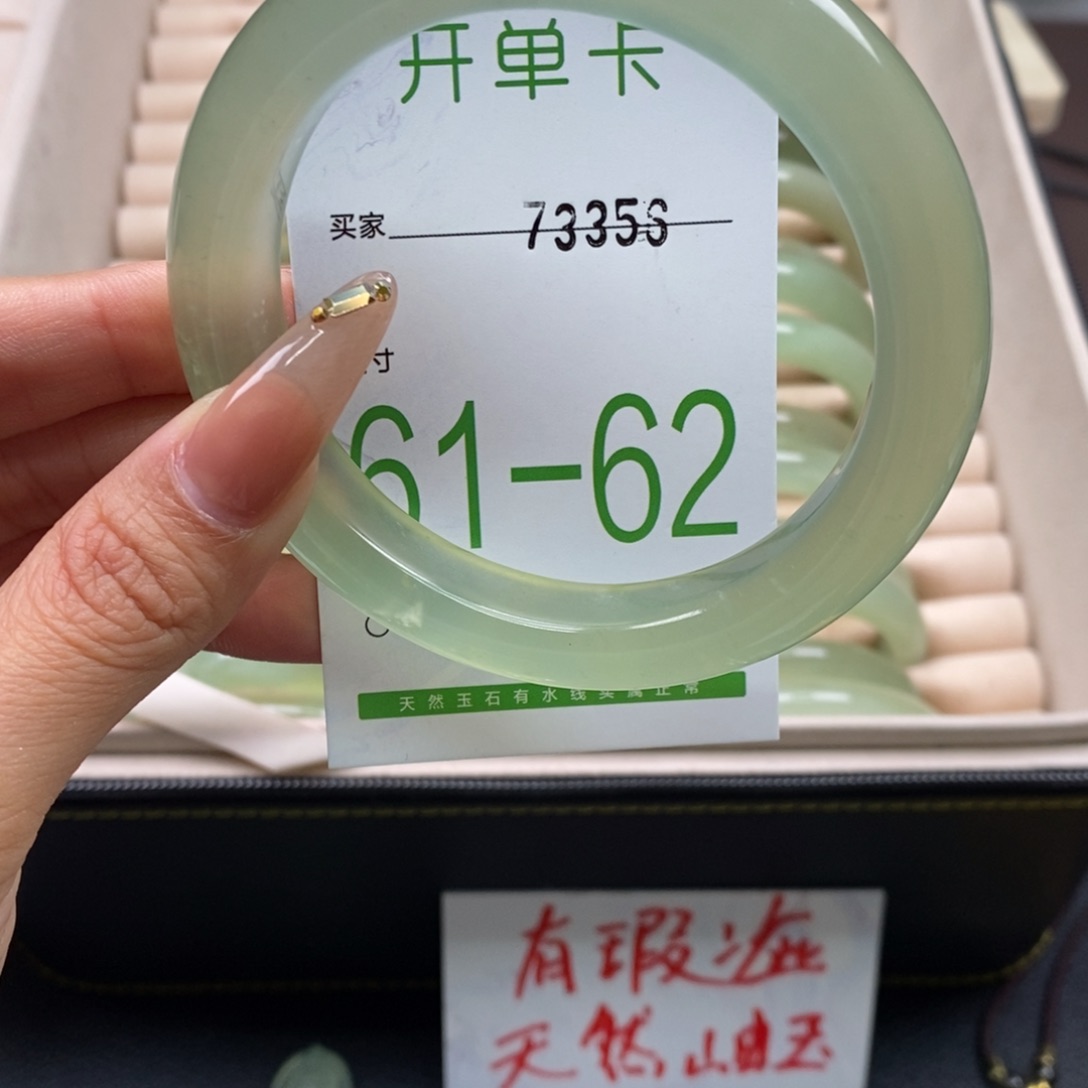 开单卡
买家 73356
寸
61-62
天然玉石有水线实属正常
有瑕疵
天然岫玉